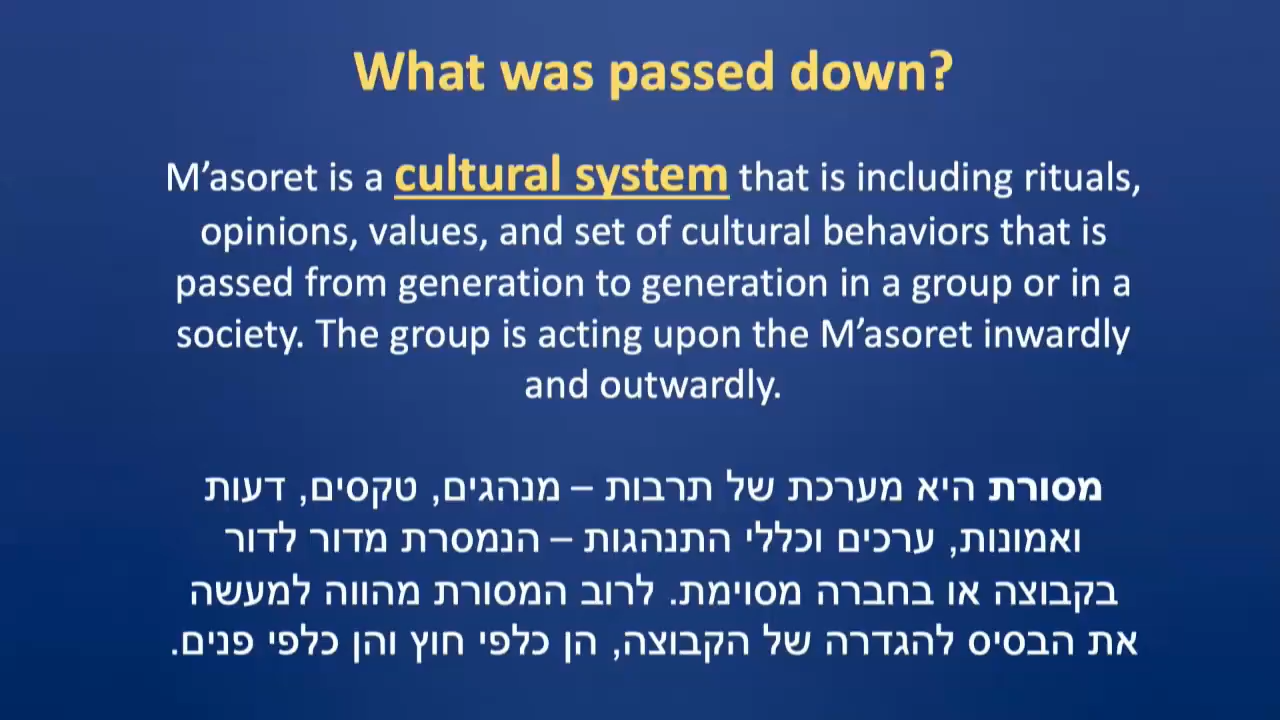 What was passed down?
M’asoret is a cultural system that is including rituals,
opinions, values, and set of cultural behaviors that is
passed from generation to generation in a group or in a
society. The group is acting upon the M’asoret inwardly
and outwardly.
מסורת היא מערכת של תרבות – מנהגים, טקסים, דעות
ואמונות, ערכים וכללי התנהגות – הנמסרת מדור לדור
בקבוצה או בחברה מסוימת. לרוב המסורת מהווה למעשה
את הבסיס להגדרה של הקבוצה, הן כלפי חוץ והן כלפי פנים.